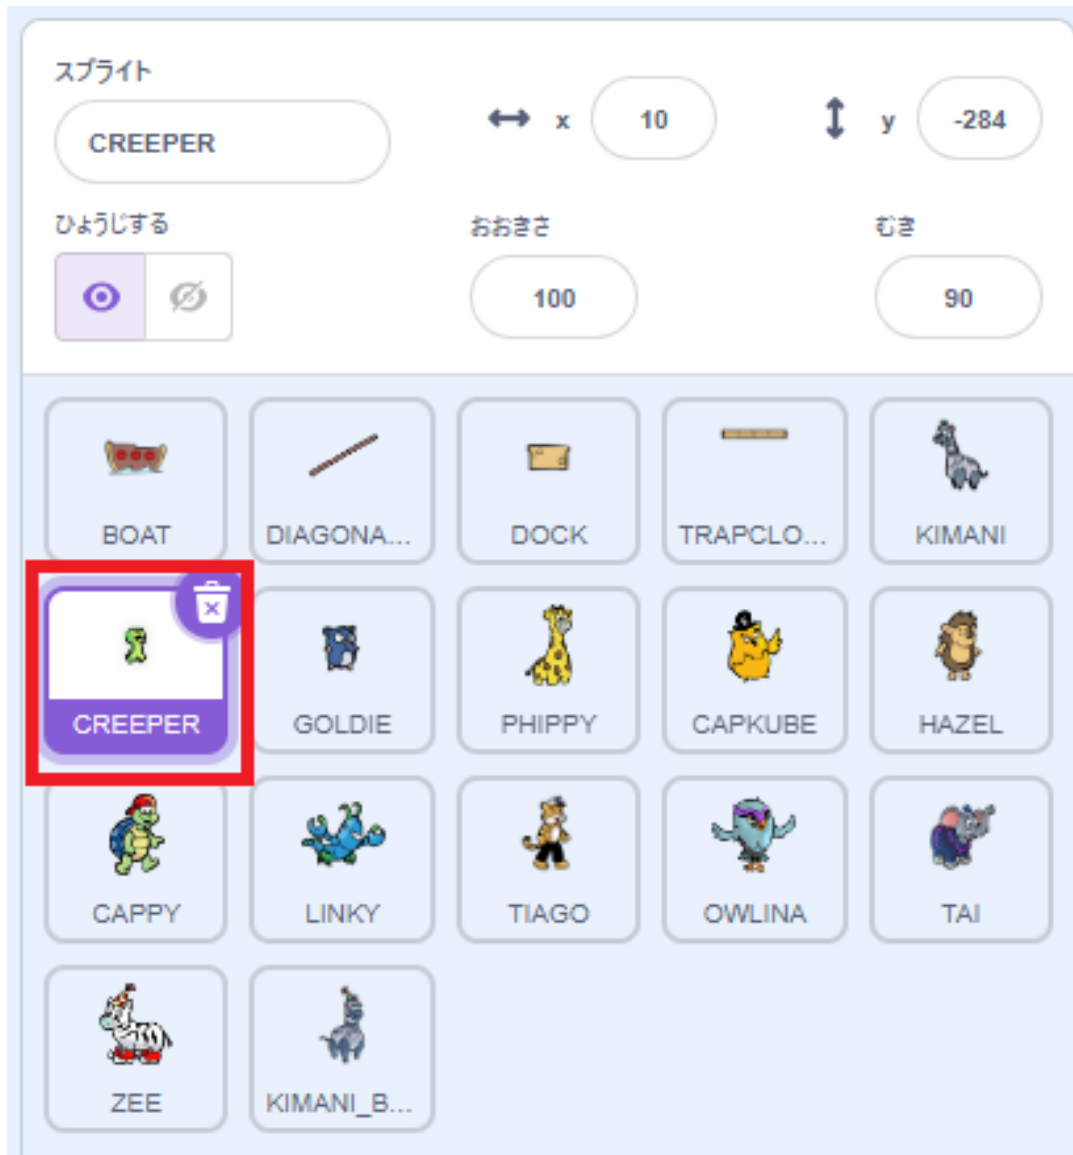 スプライト
CREEPER
x 10
y -284
ひょうじする
おおきさ
むき
100
90
BOAT
DIAGONA...
DOCK
TRAPCLO...
KIMANI
CREEPER
GOLDIE
PHIPPY
CAPKUBE
HAZEL
CAPPY
LINKY
TIAGO
OWLINA
TAI
ZEE
KIMANI_B...